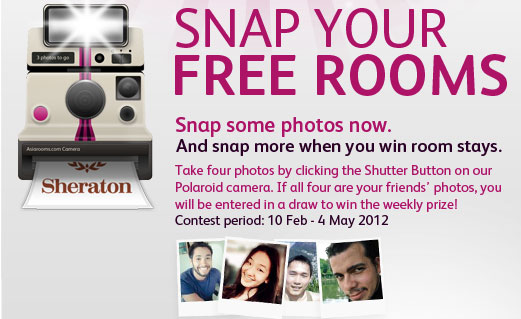 SNAP YOUR
FREE ROOMS
3 photos to go
Asiarooms.com Camera
Sheraton
Snap some photos now.
And snap more when you win room stays.
Take four photos by clicking the Shutter Button on our
Polaroid camera. If all four are your friends' photos, you
will be entered in a draw to win the weekly prize!
Contest period: 10 Feb - 4 May 2012